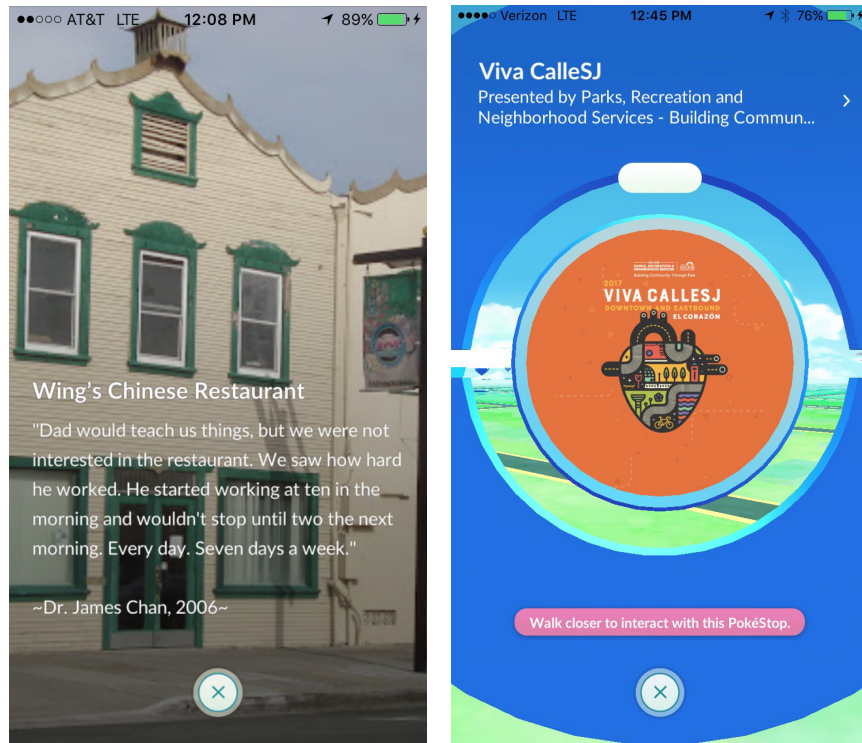 AT&T LTE 12:08 PM 89%
Wing's Chinese Restaurant
"Dad would teach us things, but we were not
interested in the restaurant. We saw how hard
he worked. He started working at ten in the
morning and wouldn't stop until two the next
morning. Every day. Seven days a week."
~Dr. James Chan, 2006~
Verizon LTE 12:45 PM 76%
Viva CalleSJ
Presented by Parks, Recreation and
Neighborhood Services - Building Commun...
2017
VIVA CALLESJ
DOWNTOWN AND EASTBOUND
EL CORAZÓN
Walk closer to interact with this PokéStop.